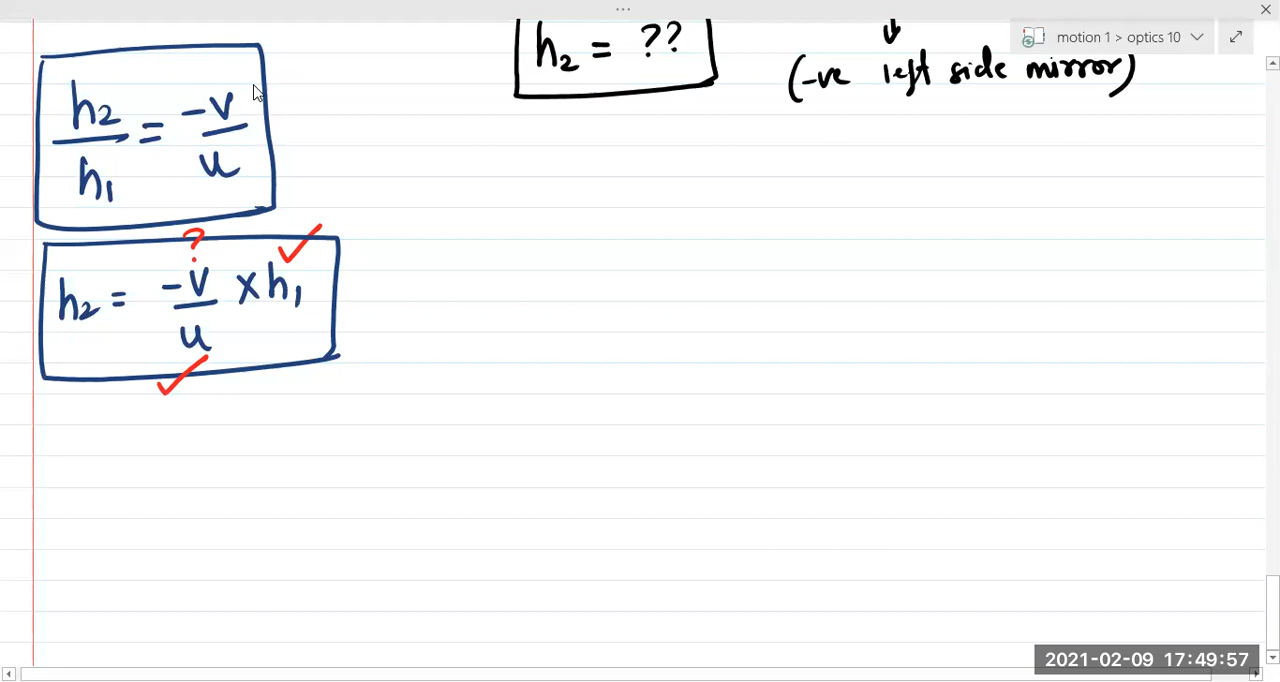 ...
h₂ = ??
(-ve left side mirror)
motion 1 > optics 10
h₂/h₁ = -v/u
?
h₂ = -v/u × h₁
2021-02-09 17:49:57